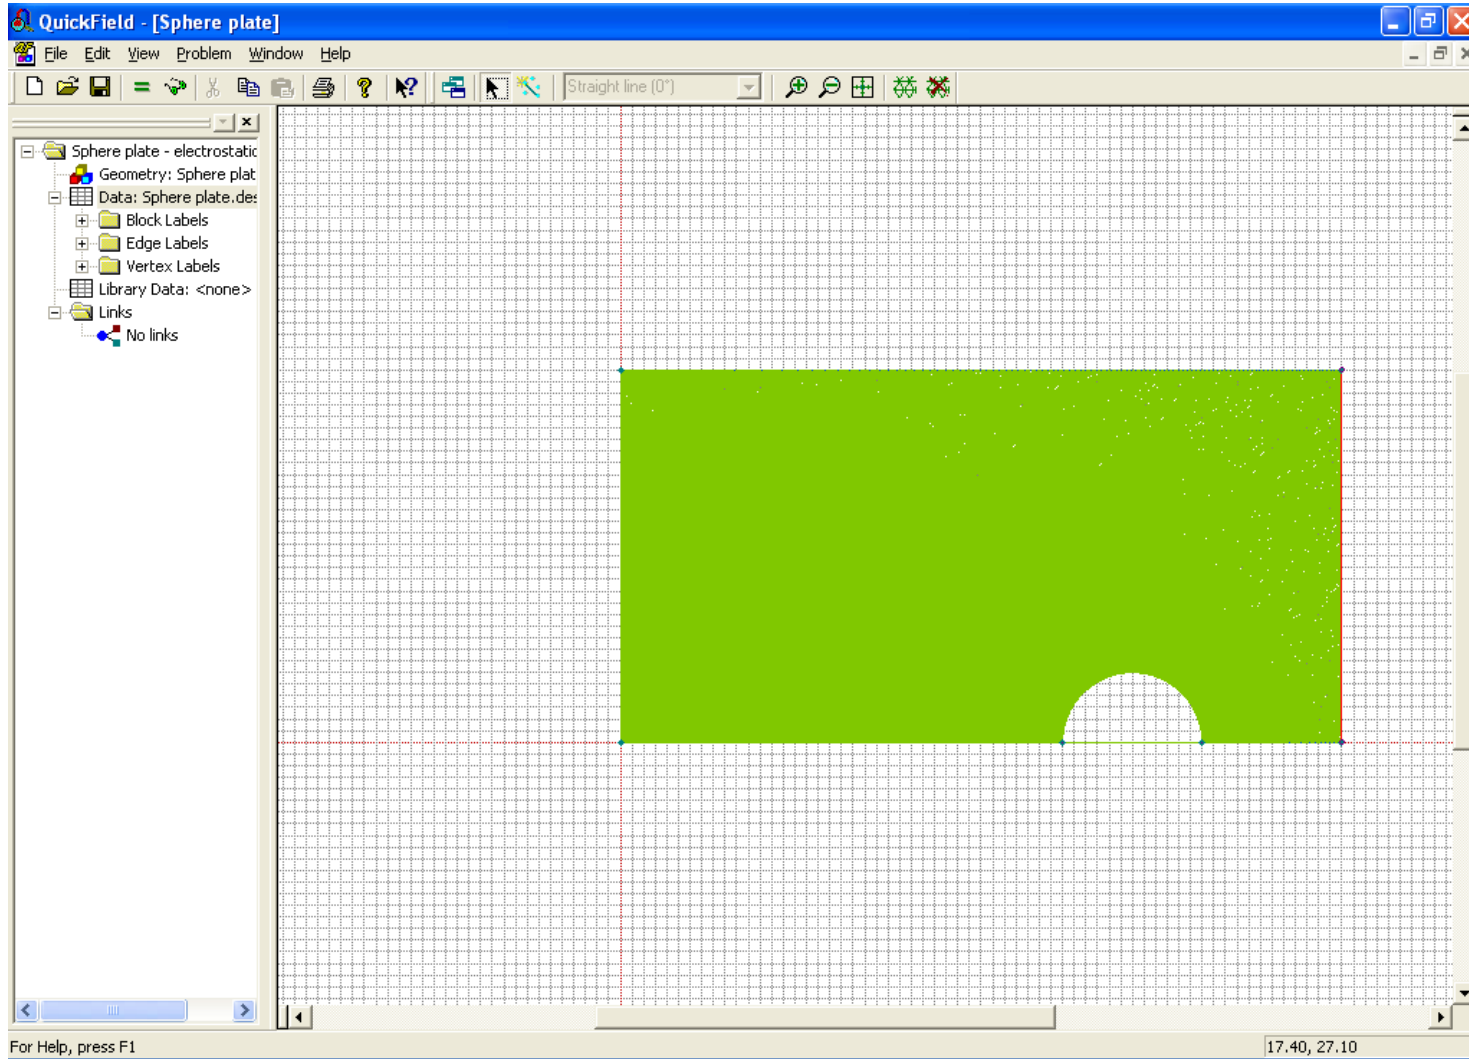 QuickField - [Sphere plate]
File Edit View Problem Window Help
Straight line (0°)
Sphere plate - electrostatic
Geometry: Sphere plat
Data: Sphere plate.des
Block Labels
Edge Labels
Vertex Labels
Library Data: <none>
Links
No links
For Help, press F1
17.40, 27.10